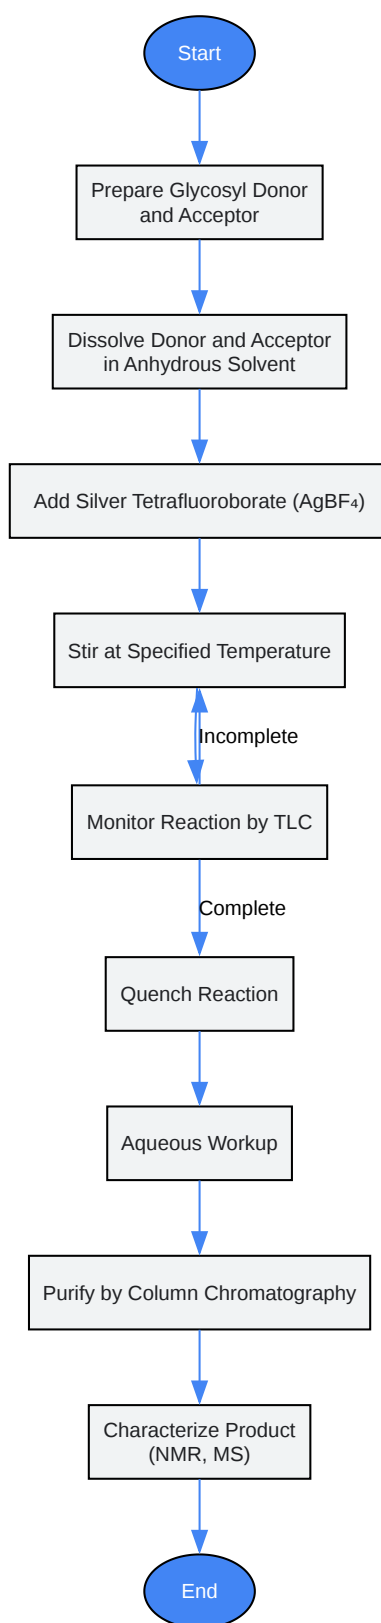 Start
Prepare Glycosyl Donor
and Acceptor
Dissolve Donor and Acceptor
in Anhydrous Solvent
Add Silver Tetrafluoroborate (AgBF₄)
Stir at Specified Temperature
Incomplete
Monitor Reaction by TLC
Complete
Quench Reaction
Aqueous Workup
Purify by Column Chromatography
Characterize Product
(NMR, MS)
End